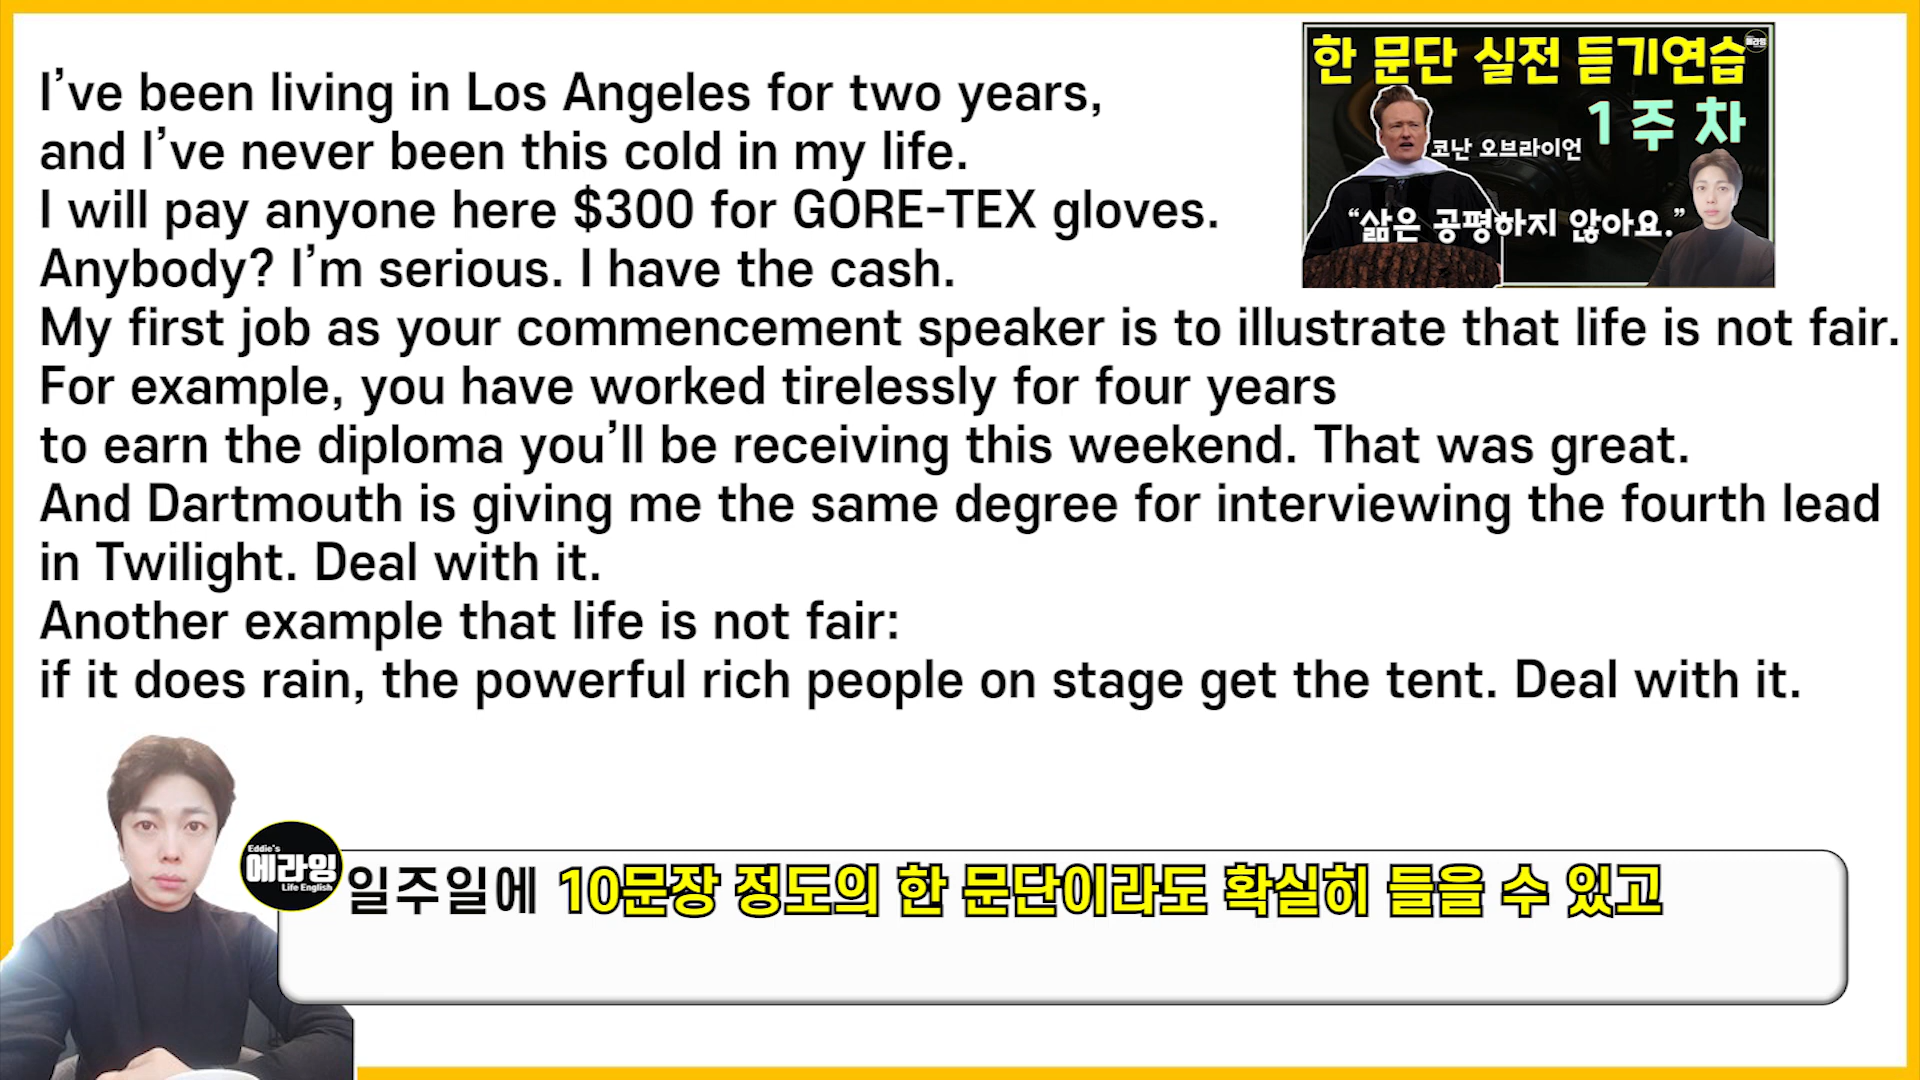 I’ve been living in Los Angeles for two years,
and I’ve never been this cold in my life.
I will pay anyone here $300 for GORE-TEX gloves.
Anybody? I’m serious. I have the cash.
My first job as your commencement speaker is to illustrate that life is not fair.
For example, you have worked tirelessly for four years
to earn the diploma you’ll be receiving this weekend. That was great.
And Dartmouth is giving me the same degree for interviewing the fourth lead
in Twilight. Deal with it.
Another example that life is not fair:
if it does rain, the powerful rich people on stage get the tent. Deal with it.
한 문단 실전 듣기연습
에라잉
1주차
코난 오브라이언
“삶은 공평하지 않아요.”
Eddie's
에라잉
Life English
일주일에 10문장 정도의 한 문단이라도 확실히 들을 수 있고